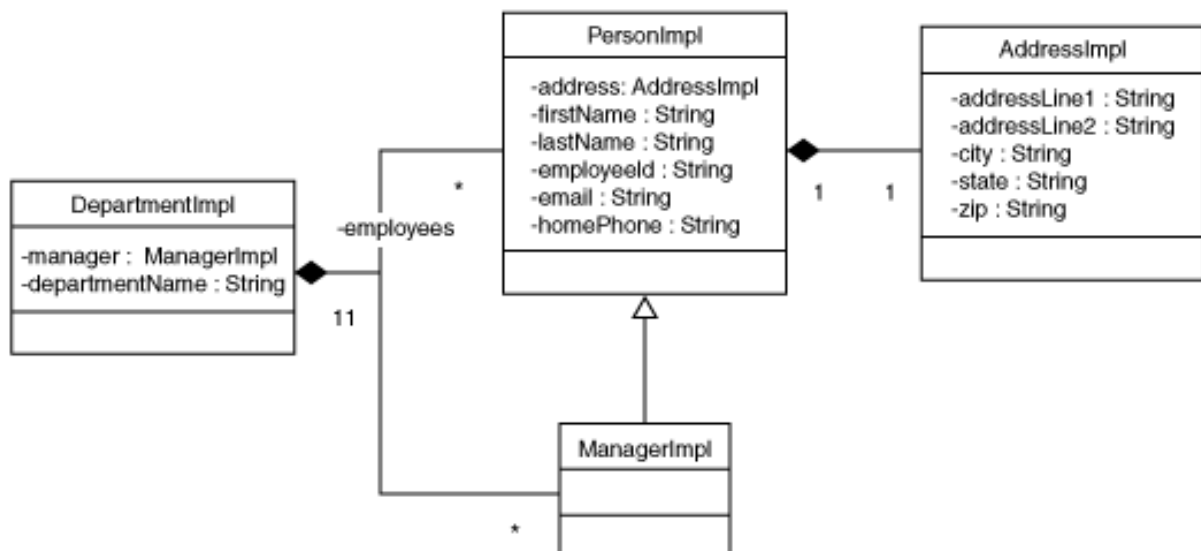 PersonImpl
-address: AddressImpl
-firstName : String
-lastName : String
-employeeId : String
-email : String
-homePhone : String
AddressImpl
-addressLine1 : String
-addressLine2 : String
-city : String
-state : String
-zip : String
1
1
DepartmentImpl
-manager : ManagerImpl
-departmentName : String
*
-employees
11
ManagerImpl
*